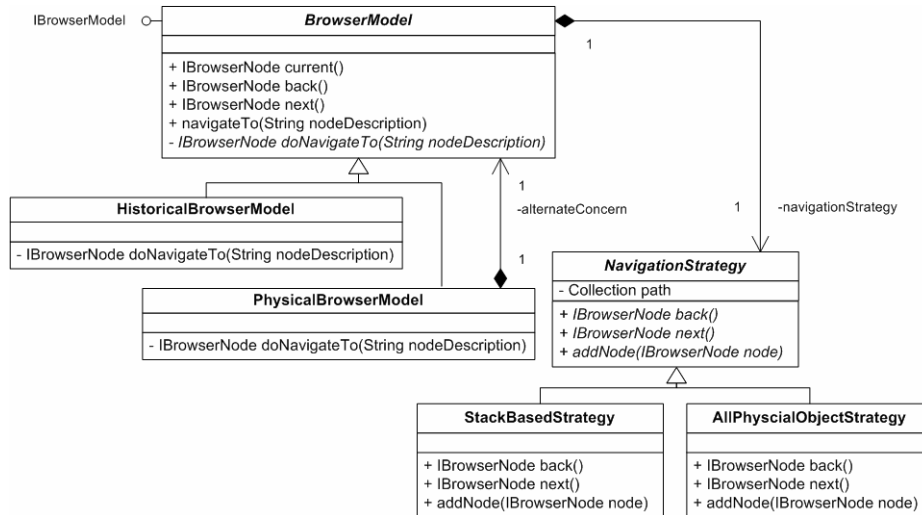 IBrowserModel
BrowserModel
1
+ IBrowserNode current()
+ IBrowserNode back()
+ IBrowserNode next()
+ navigateTo(String nodeDescription)
- IBrowserNode doNavigateTo(String nodeDescription)
1
-alternateConcern
1
HistoricalBrowserModel
- IBrowserNode doNavigateTo(String nodeDescription)
1
-navigationStrategy
PhysicalBrowserModel
- IBrowserNode doNavigateTo(String nodeDescription)
NavigationStrategy
- Collection path
+ IBrowserNode back()
+ IBrowserNode next()
+ addNode(IBrowserNode node)
StackBasedStrategy
+ IBrowserNode back()
+ IBrowserNode next()
+ addNode(IBrowserNode node)
AllPhyscialObjectStrategy
+ IBrowserNode back()
+ IBrowserNode next()
+ addNode(IBrowserNode node)